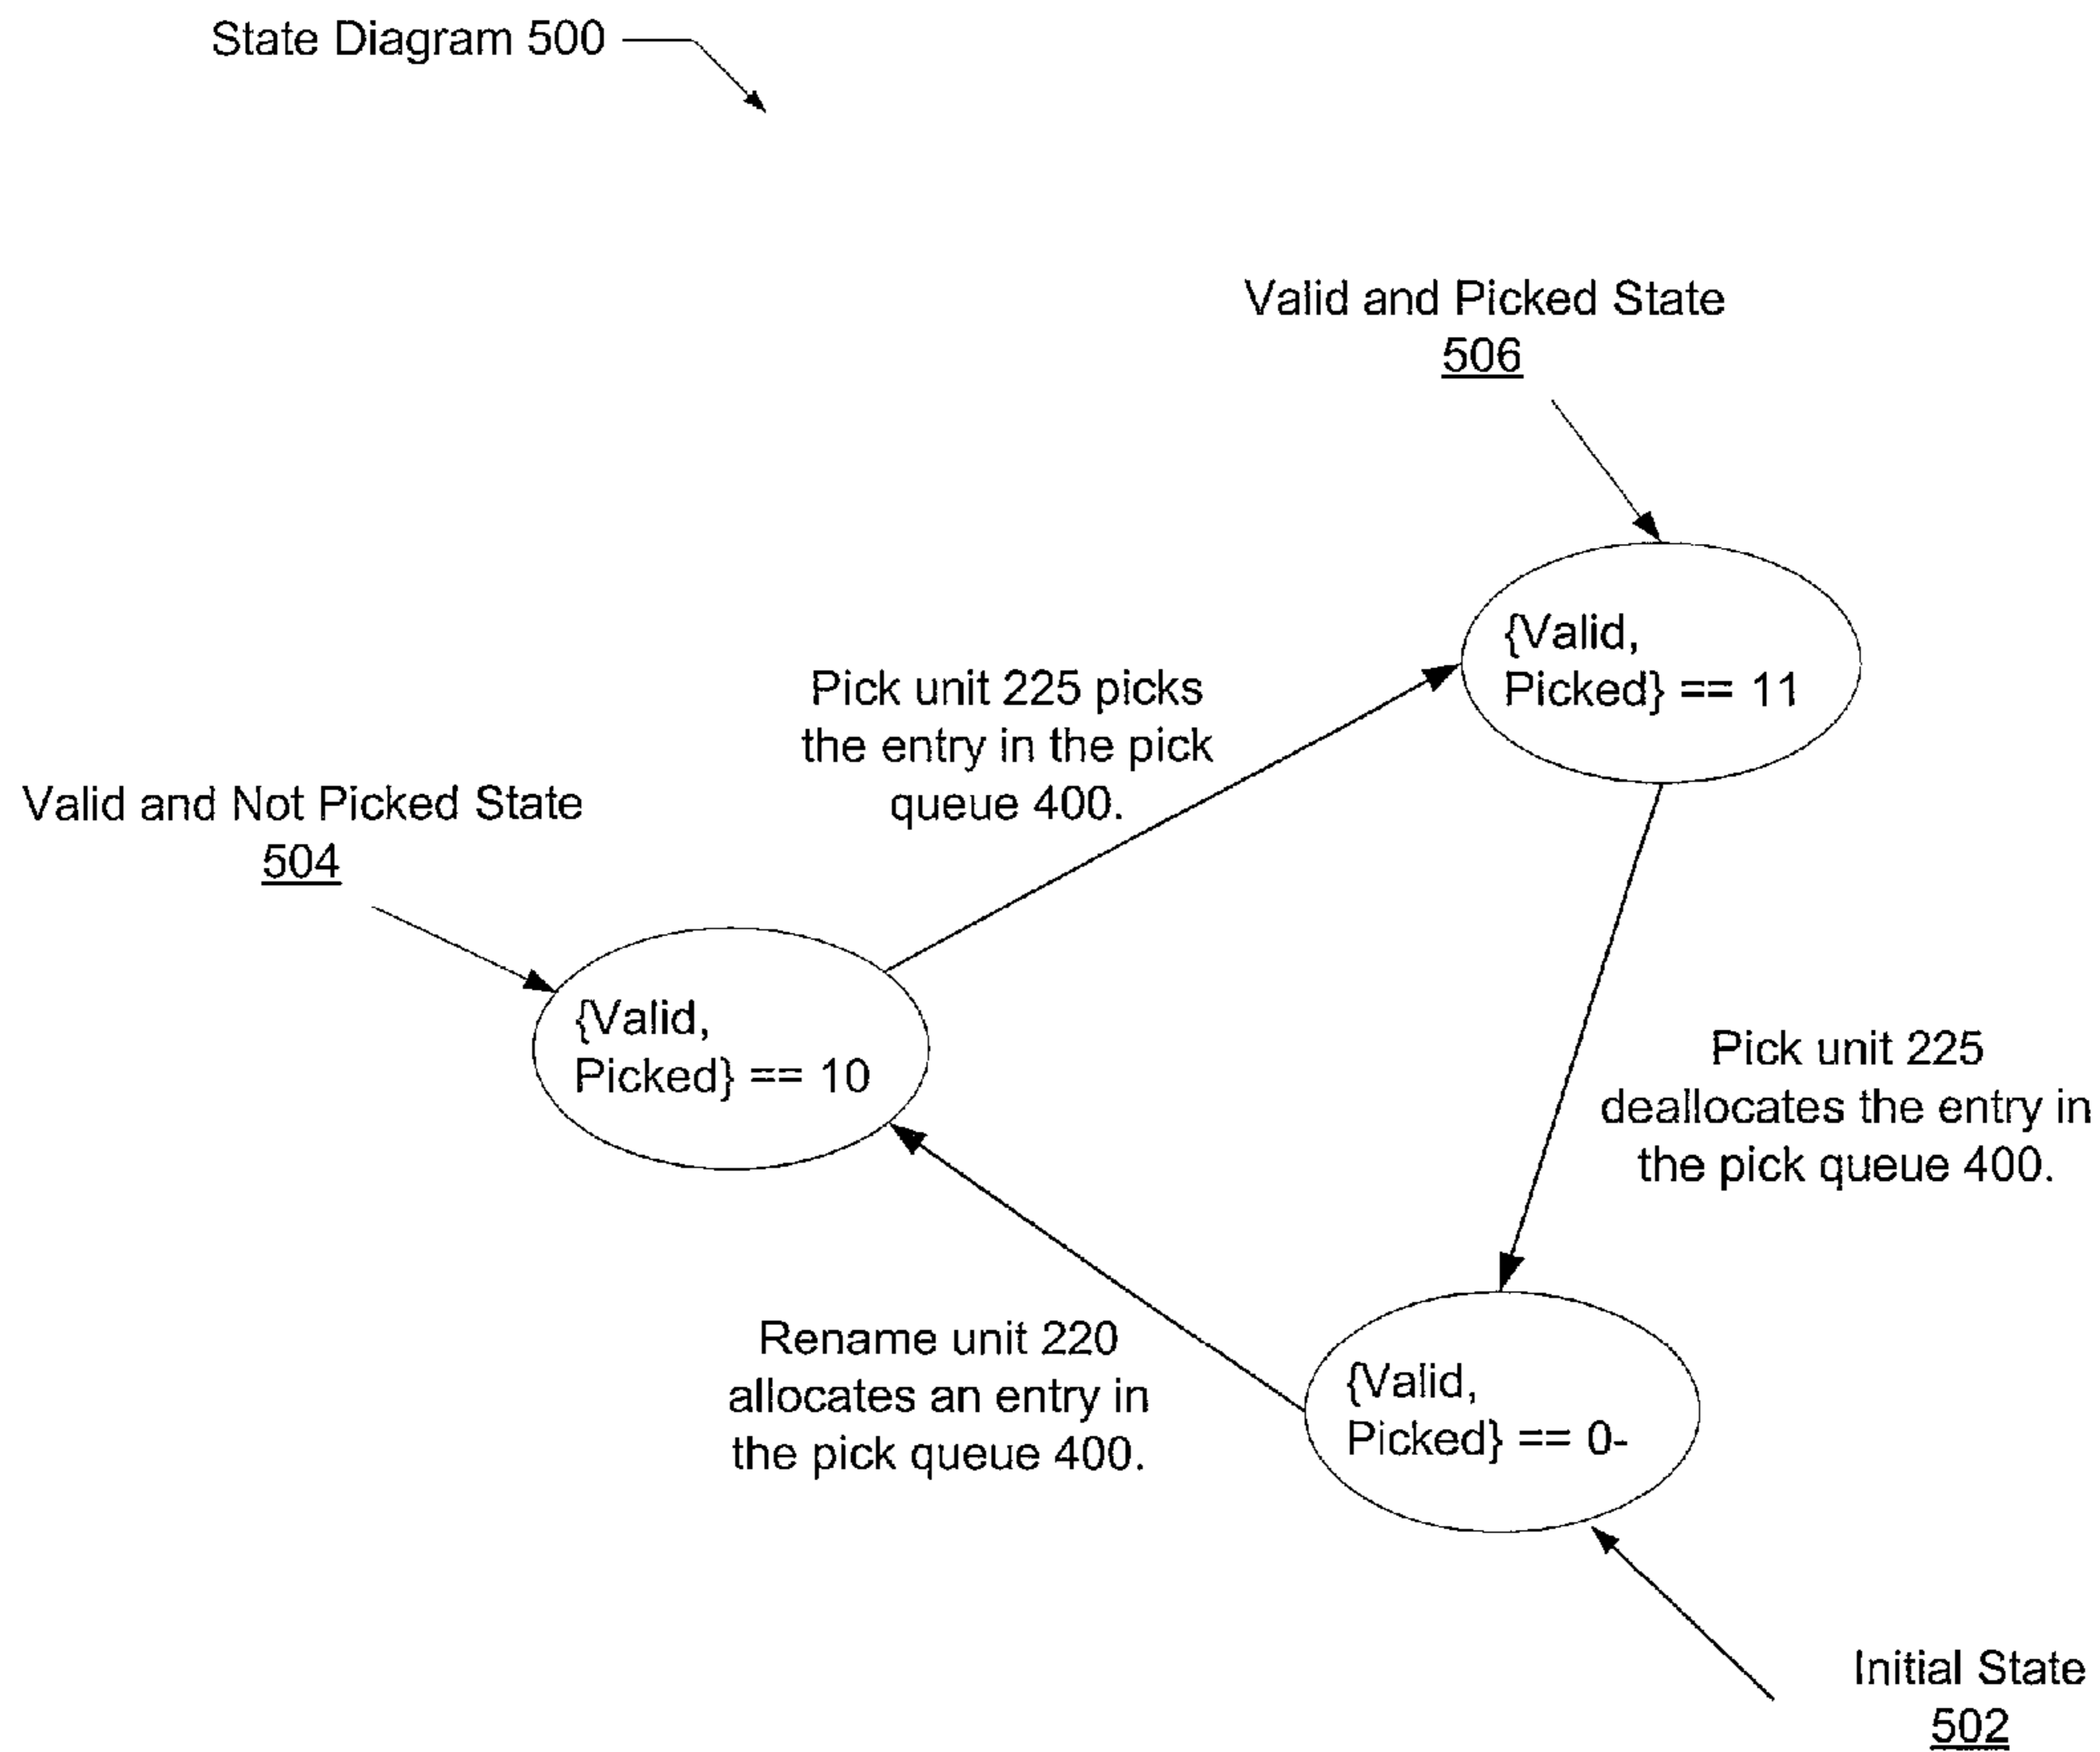 State Diagram 500
Valid and Picked State
506
{Valid,
Picked} == 11
Pick unit 225 picks
the entry in the pick
queue 400.
Valid and Not Picked State
504
{Valid,
Picked} == 10
Pick unit 225
deallocates the entry in
the pick queue 400.
Rename unit 220
allocates an entry in
the pick queue 400.
{Valid,
Picked} == 0-
Initial State
502